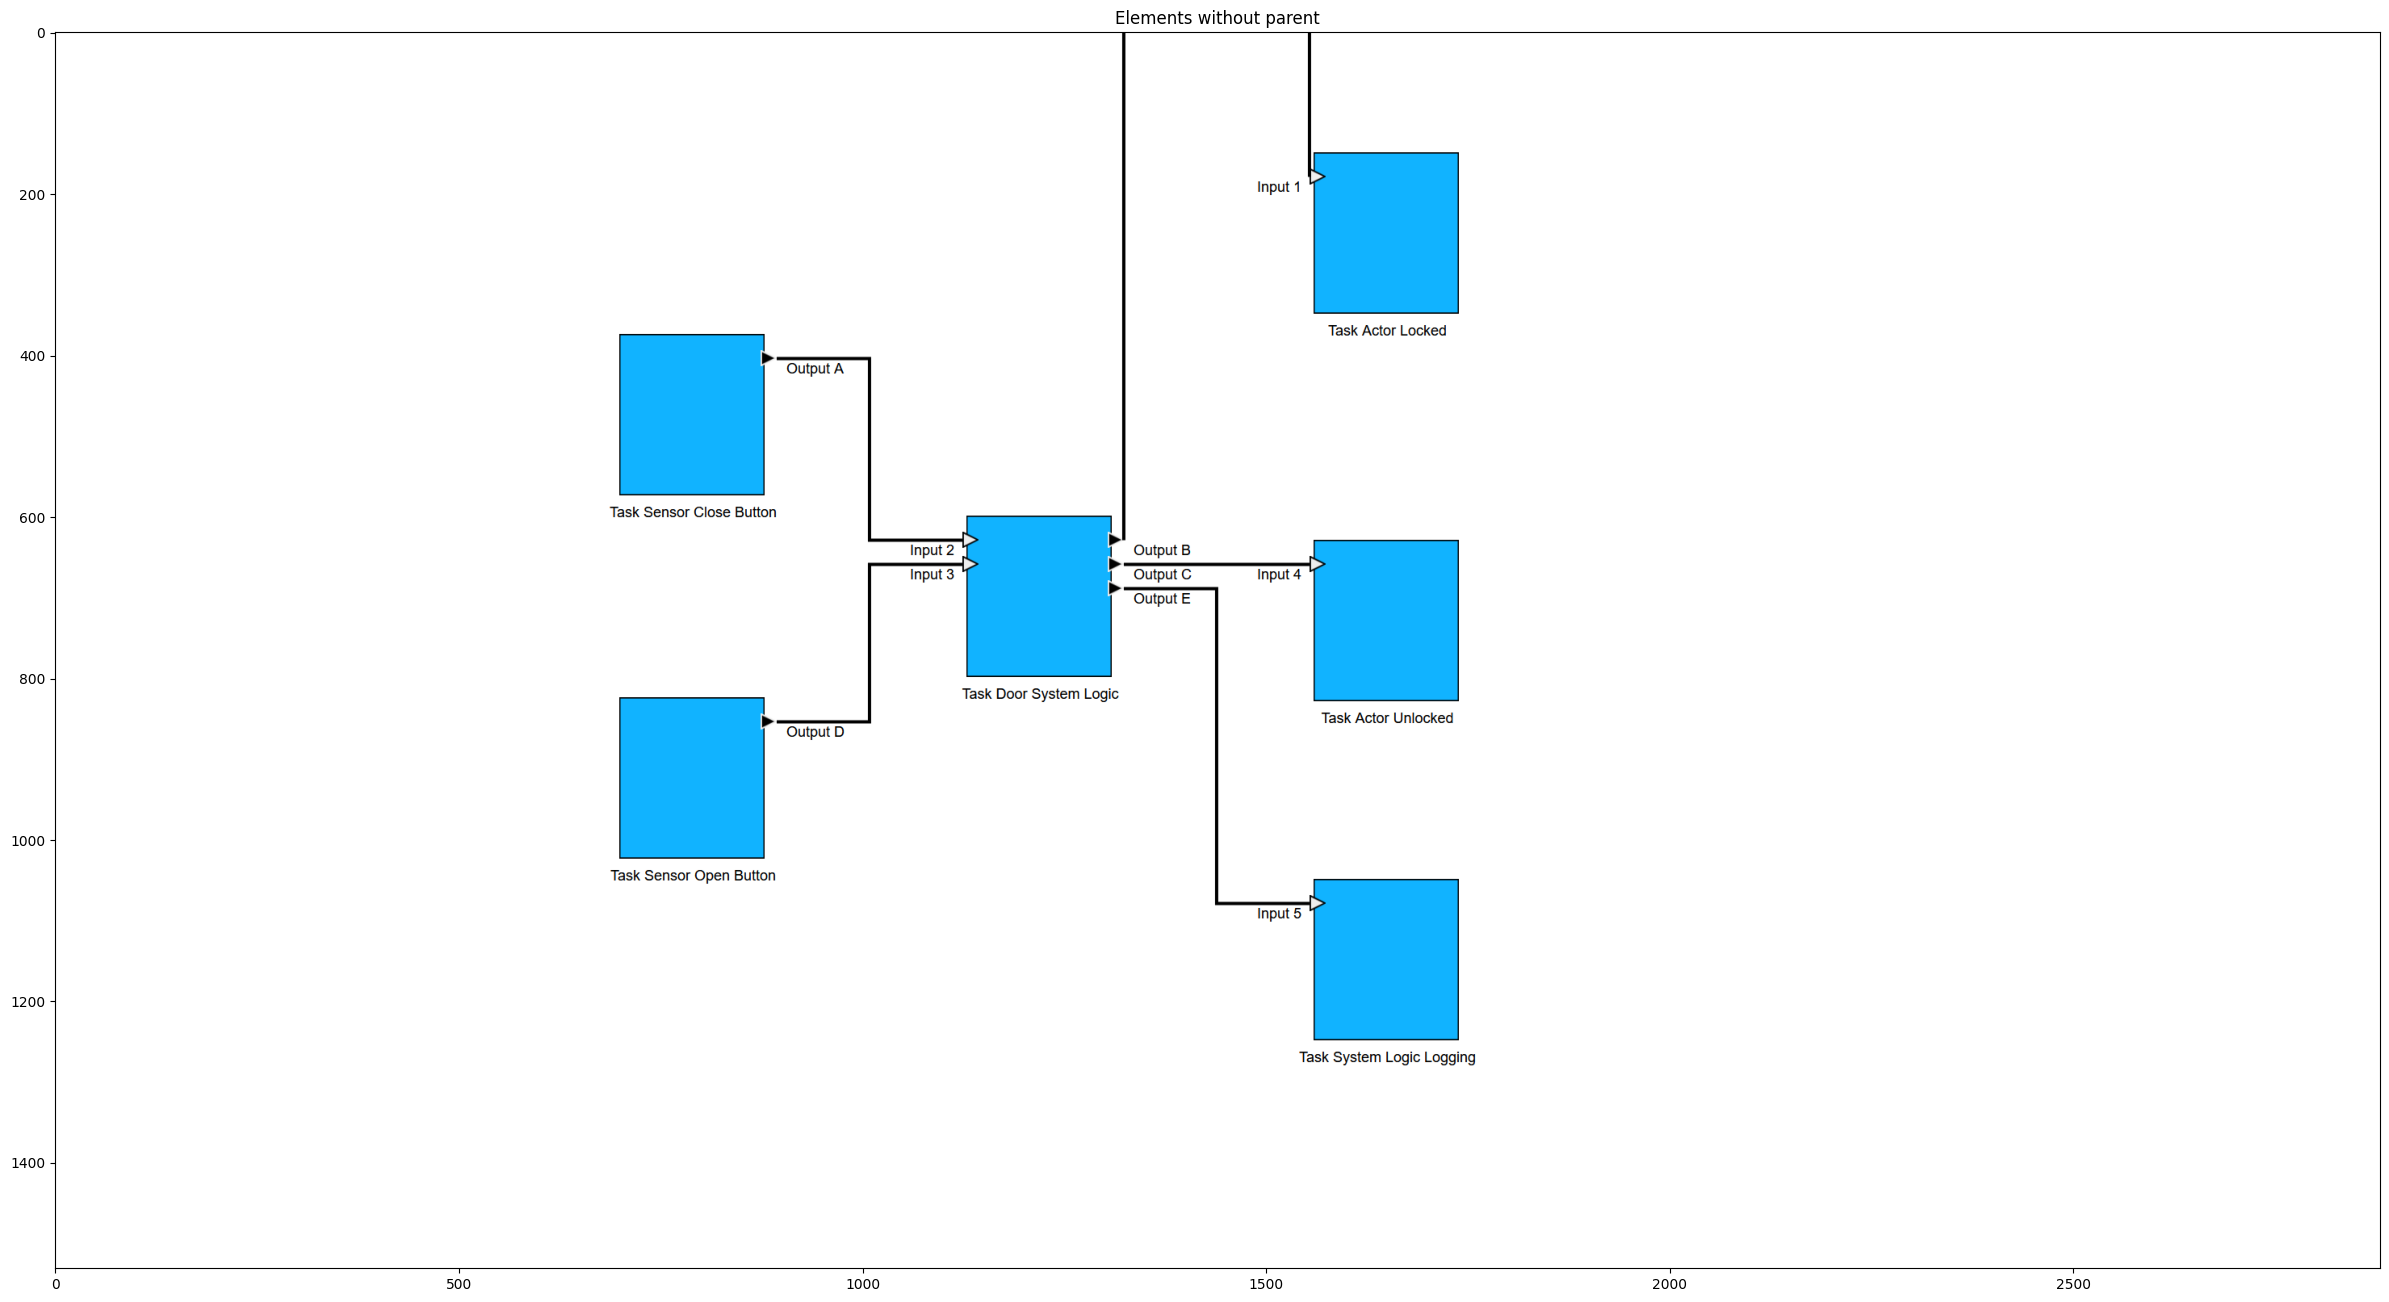 Elements without parent
0
200
400
600
800
1000
1200
1400
Input 1
Task Actor Locked
Output A
Task Sensor Close Button
Input 2
Output B
Input 3
Output C
Input 4
Output E
Task Door System Logic
Task Actor Unlocked
Output D
Task Sensor Open Button
Input 5
Task System Logic Logging
0
500
1000
1500
2000
2500